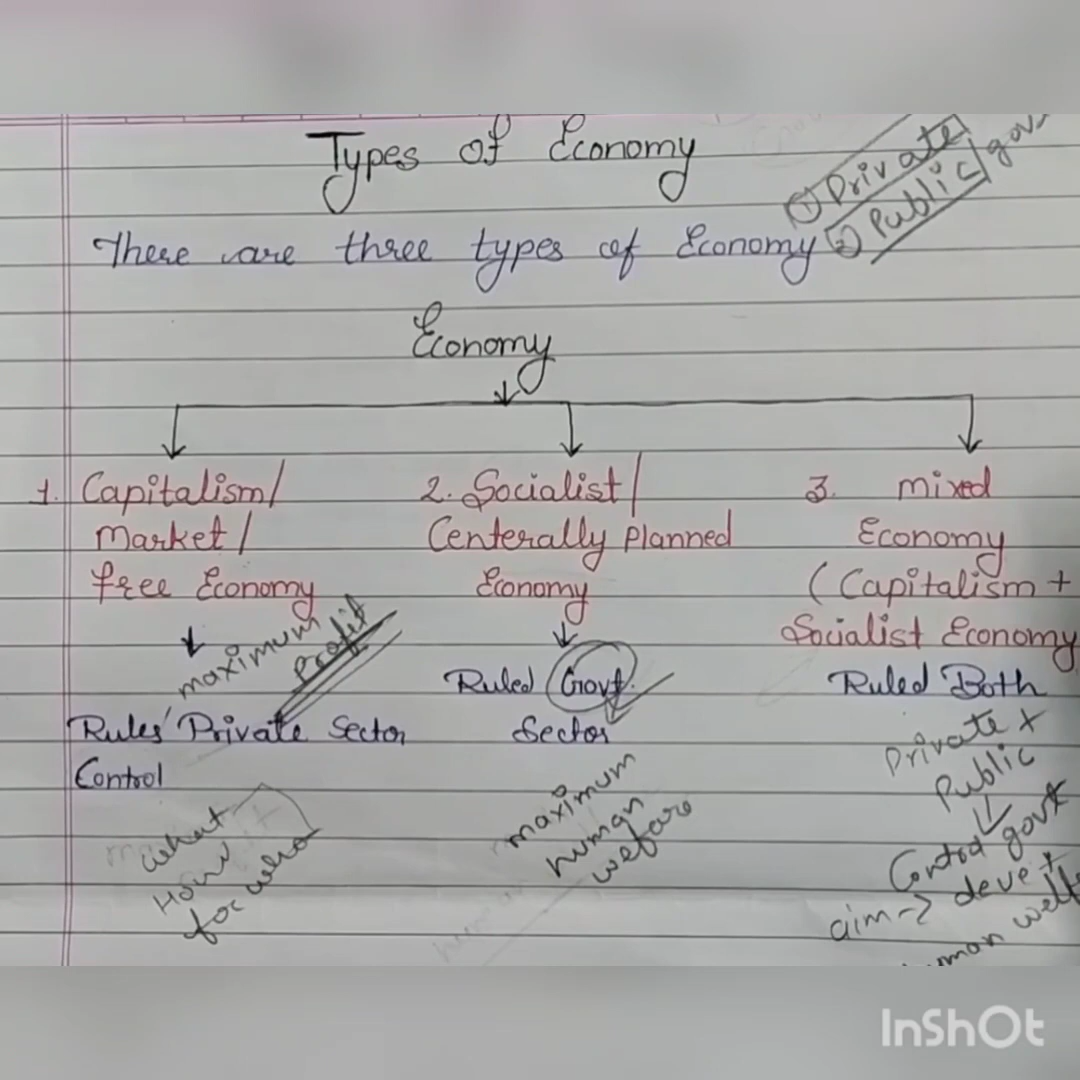 Types of Economy
① Private
② Public gov
There are three types of Economy
Economy
1. Capitalism/
Market/
free Economy
maximum
Profit
Rules' Private Sector
Control
What
How
for who
2. Socialist/
Centerally Planned
Economy
Ruled Govt.
Sector
maximum
human
welfare
3. mixed
Economy
(Capitalism +
Socialist Economy
Ruled Both
Private +
Public
Control govt
aim -> deve +
human welf
InShOt